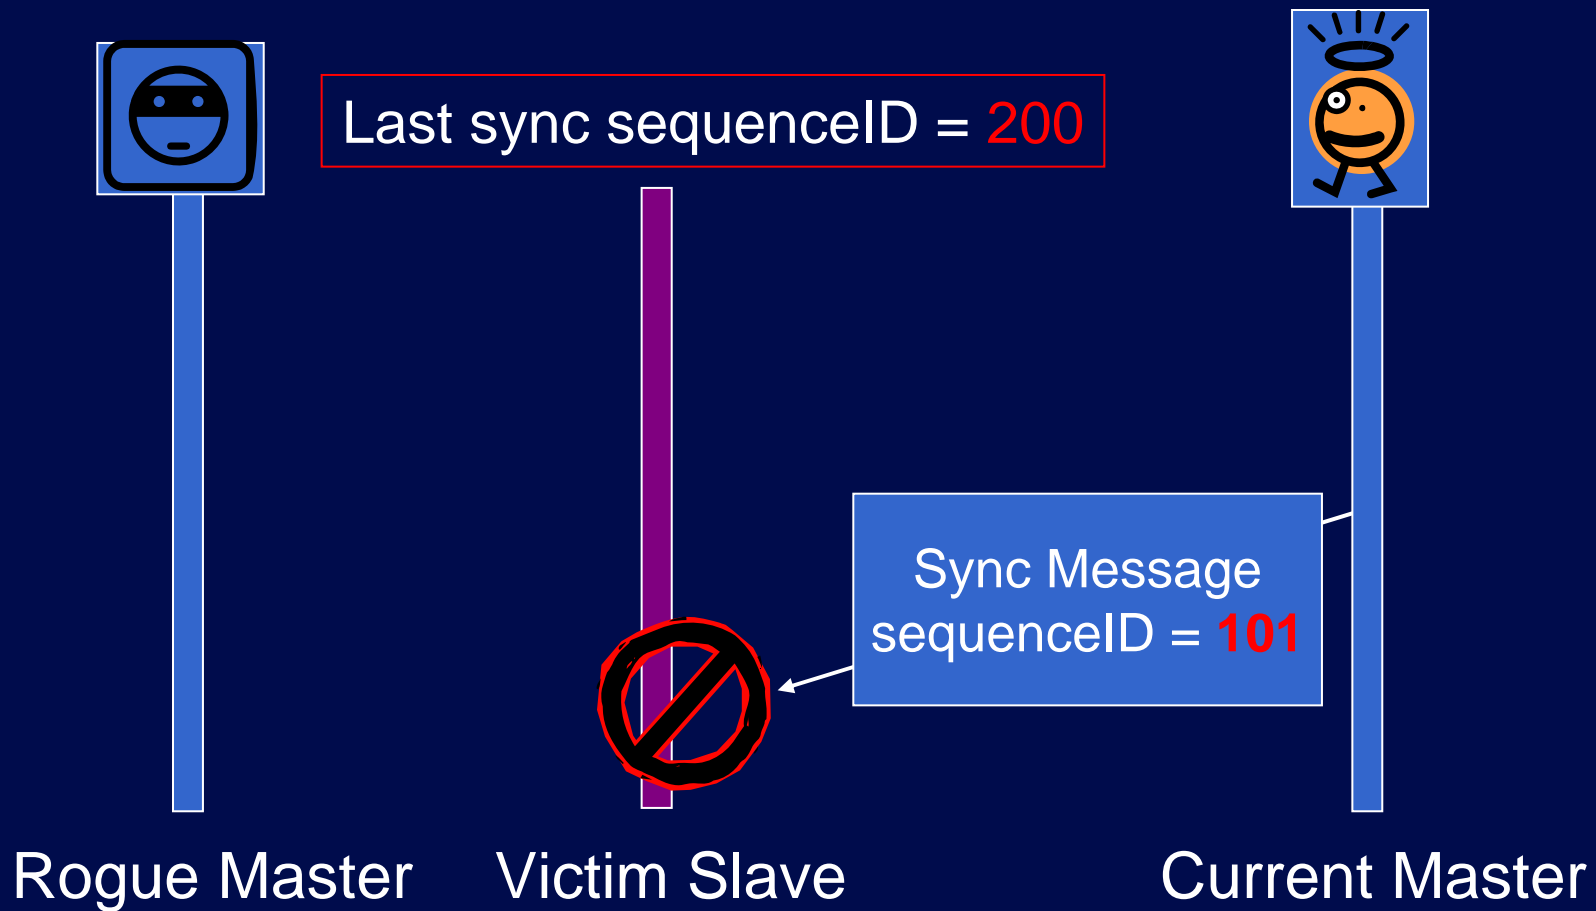 Last sync sequenceID = 200
Sync Message
sequenceID = 101
Rogue Master
Victim Slave
Current Master